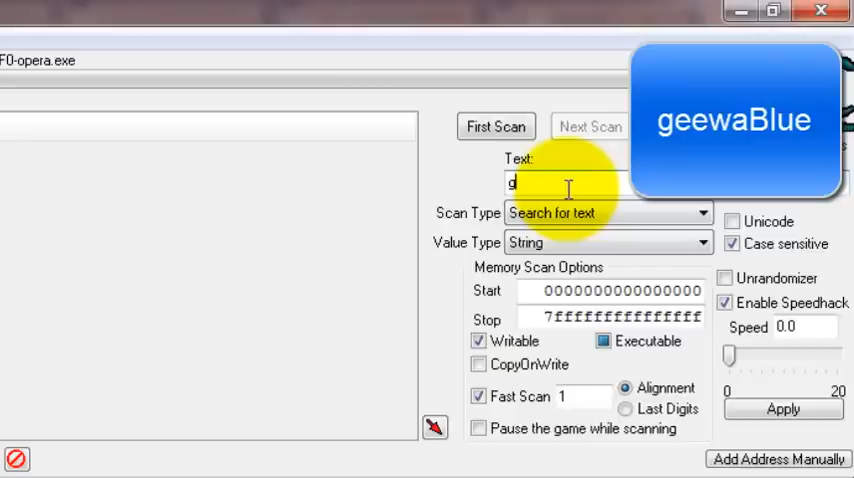 F0-opera.exe
geewaBlue
First Scan
Next Scan
Text:
g
Scan Type
Search for text
Unicode
Value Type
String
Case sensitive
Memory Scan Options
Unrandomizer
Start
0000000000000000
Enable Speedhack
Stop
7fffffffffffffff
Speed
0.0
Writable
Executable
CopyOnWrite
Fast Scan
1
Alignment
Last Digits
0
20
Pause the game while scanning
Apply
Add Address Manually